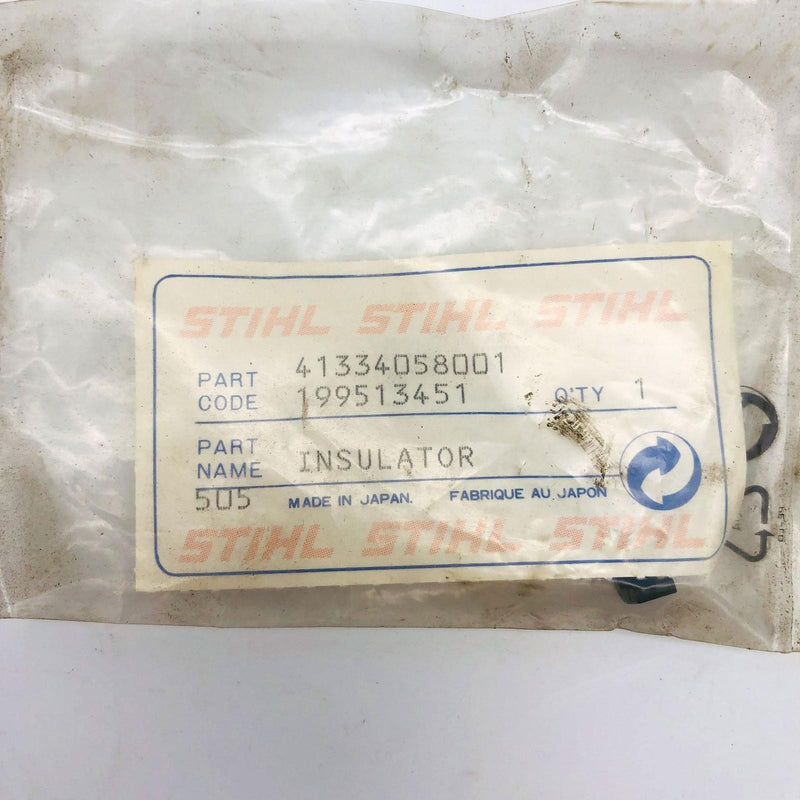 STIHL STIHL STIHL
PART CODE 41334058001
199513451 Q'TY 1
PART NAME INSULATOR
505 MADE IN JAPAN. FABRIQUE AU JAPON
STIHL STIHL STIHL